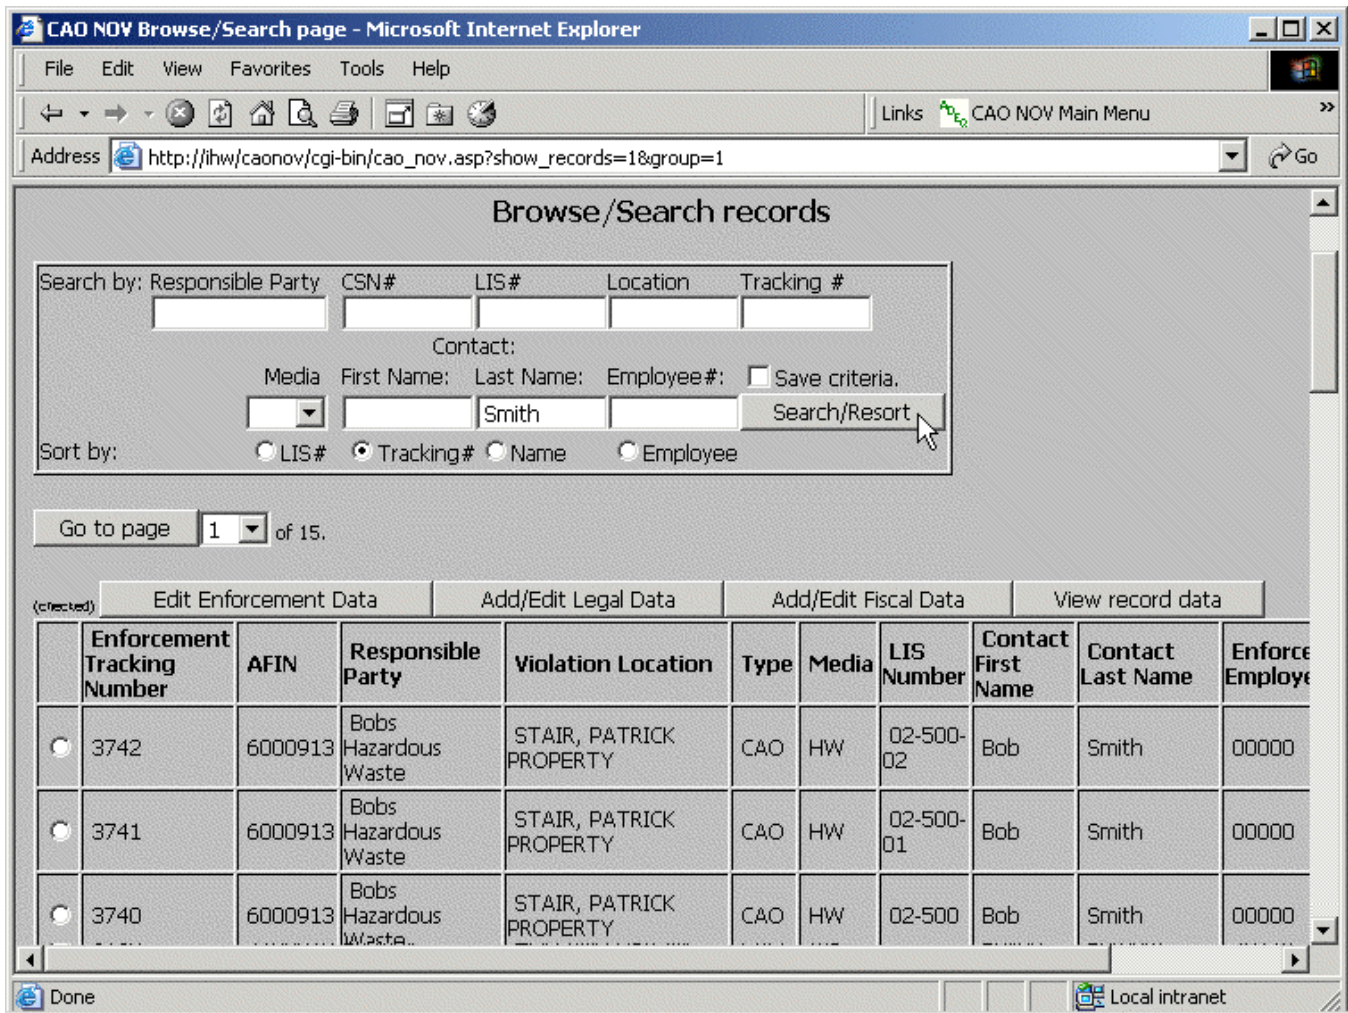 CAO NOV Browse/Search page - Microsoft Internet Explorer
File Edit View Favorites Tools Help
Links ADEQ CAO NOV Main Menu »
Address http://ihw/caonov/cgi-bin/cao_nov.asp?show_records=1&group=1 Go
Browse/Search records
Search by: Responsible Party CSN# LIS# Location Tracking #
Contact:
Media First Name: Last Name: Employee#: Save criteria.
Smith Search/Resort
Sort by: LIS# Tracking# Name Employee
Go to page 1 of 15.
(checked) Edit Enforcement Data Add/Edit Legal Data Add/Edit Fiscal Data View record data
Enforcement Tracking Number AFIN Responsible Party Violation Location Type Media LIS Number Contact First Name Contact Last Name Enforce Employe
3742 6000913 Bobs Hazardous Waste STAIR, PATRICK PROPERTY CAO HW 02-500-02 Bob Smith 00000
3741 6000913 Bobs Hazardous Waste STAIR, PATRICK PROPERTY CAO HW 02-500-01 Bob Smith 00000
3740 6000913 Bobs Hazardous Waste STAIR, PATRICK PROPERTY CAO HW 02-500 Bob Smith 00000
Done Local intranet